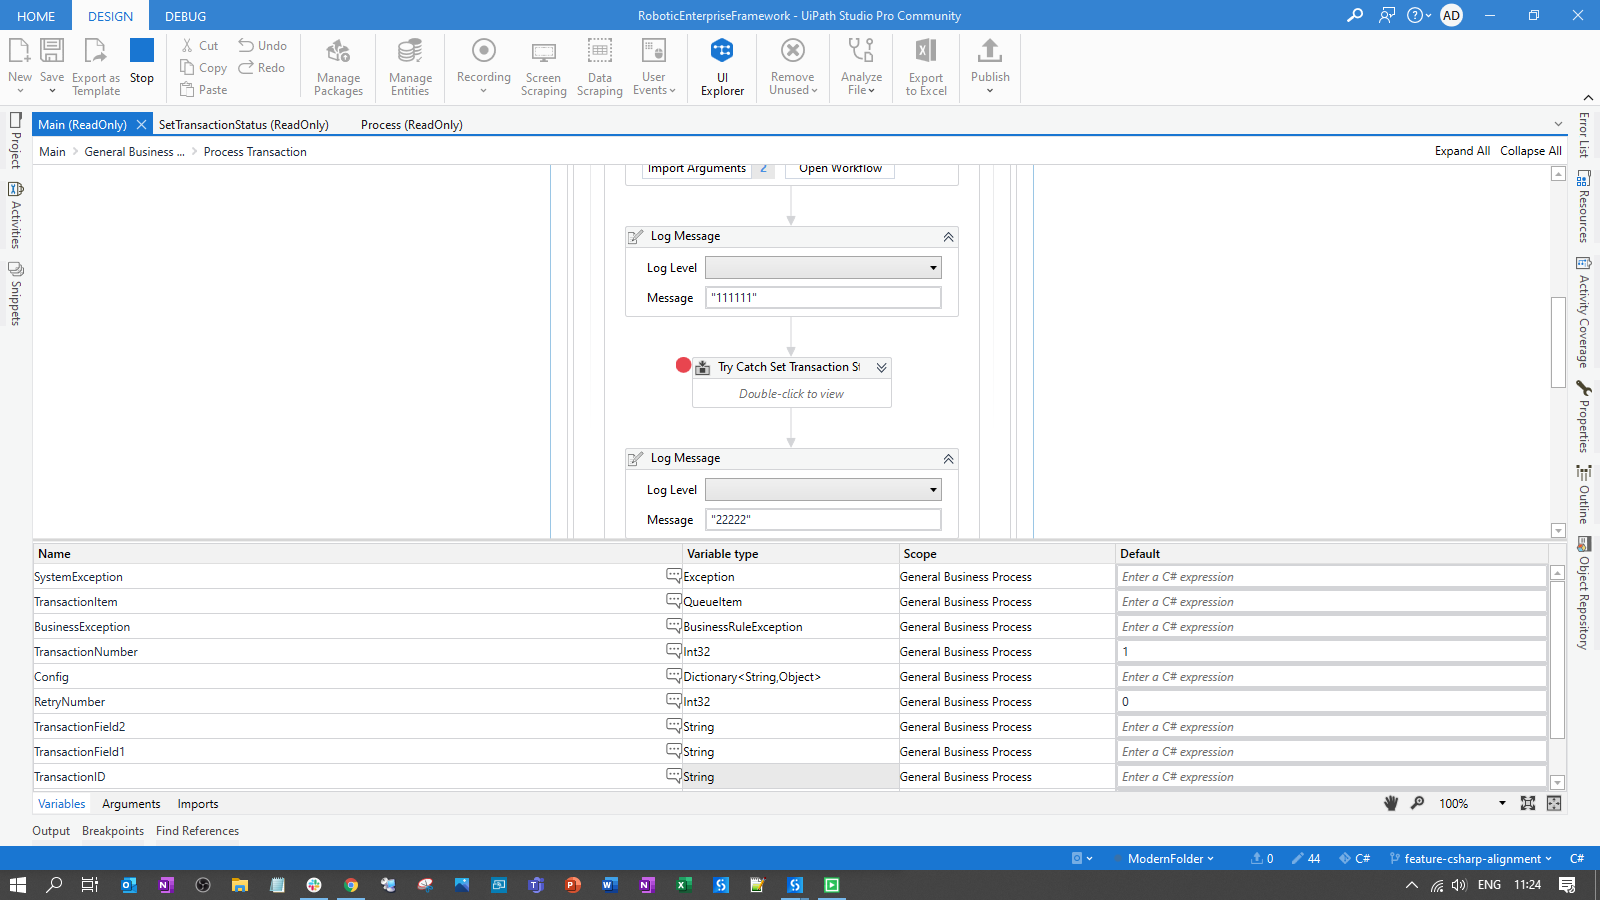 HOME DESIGN DEBUG RoboticEnterpriseFramework - UiPath Studio Pro Community AD
New Save Export as Template Stop Cut Copy Paste Undo Redo Manage Packages Manage Entities Recording Screen Scraping Data Scraping User Events UI Explorer Remove Unused Analyze File Export to Excel Publish
Main (ReadOnly) SetTransactionStatus (ReadOnly) Process (ReadOnly)
Main General Business ... Process Transaction Expand All Collapse All
Project
Activities
Snippets
Import Arguments 2 Open Workflow
Log Message
Log Level
Message "111111"
Try Catch Set Transaction St
Double-click to view
Log Message
Log Level
Message "22222"
Error List
Resources
Activity Coverage
Properties
Outline
Object Repository
Name Variable type Scope Default
SystemException Exception General Business Process Enter a C# expression
TransactionItem QueueItem General Business Process Enter a C# expression
BusinessException BusinessRuleException General Business Process Enter a C# expression
TransactionNumber Int32 General Business Process 1
Config Dictionary<String,Object> General Business Process Enter a C# expression
RetryNumber Int32 General Business Process 0
TransactionField2 String General Business Process Enter a C# expression
TransactionField1 String General Business Process Enter a C# expression
TransactionID String General Business Process Enter a C# expression
Variables Arguments Imports 100%
Output Breakpoints Find References
ModernFolder 0 44 C# feature-csharp-alignment C#
ENG 11:24